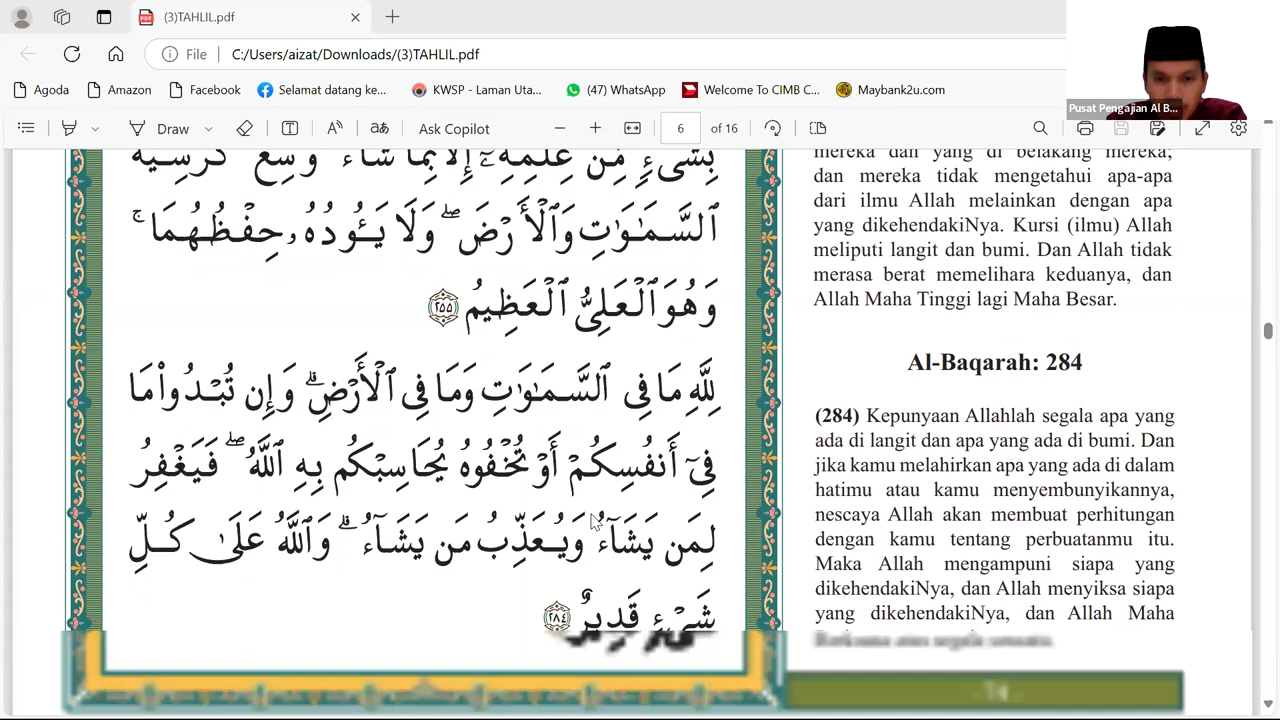 (3)TAHLIL.pdf
File
C:/Users/aizat/Downloads/(3)TAHLIL.pdf
Agoda
Amazon
Facebook
Selamat datang ke...
KWSP - Laman Uta...
(47) WhatsApp
Welcome To CIMB C...
Maybank2u.com
Pusat Pengajian Al B...
Draw
Ask Copilot
6 of 16
بِشَىْءٍ مِّنْ عِلْمِهِۦٓ إِلَّا بِمَا شَآءَ ۚ وَسِعَ كُرْسِيُّهُ
ٱلسَّمَـٰوَٰتِ وَٱلْأَرْضَ ۖ وَلَا يَـُٔودُهُۥ حِفْظُهُمَا ۚ
وَهُوَ ٱلْعَلِىُّ ٱلْعَظِيمُ ٢٥٥
لِلَّهِ مَا فِى ٱلسَّمَـٰوَٰتِ وَمَا فِى ٱلْأَرْضِ ۗ وَإِن تُبْدُوا۟ مَا
فِىٓ أَنفُسِكُمْ أَوْ تُخْفُوهُ يُحَاسِبْكُم بِهِ ٱللَّهُ ۖ فَيَغْفِرُ
لِمَن يَشَآءُ وَيُعَذِّبُ مَن يَشَآءُ ۗ وَٱللَّهُ عَلَىٰ كُلِّ
شَىْءٍ قَدِيرٌ ٢٨٤
mereka dan yang di belakang mereka;
dan mereka tidak mengetahui apa-apa
dari ilmu Allah melainkan dengan apa
yang dikehendakiNya. Kursi (ilmu) Allah
meliputi langit dan bumi. Dan Allah tidak
merasa berat memelihara keduanya, dan
Allah Maha Tinggi lagi Maha Besar.
Al-Baqarah: 284
(284) Kepunyaan Allahlah segala apa yang
ada di langit dan apa yang ada di bumi. Dan
jika kamu melahirkan apa yang ada di dalam
hatimu atau kamu menyembunyikannya,
nescaya Allah akan membuat perhitungan
dengan kamu tentang perbuatanmu itu.
Maka Allah mengampuni siapa yang
dikehendakiNya, dan Allah menyiksa siapa
yang dikehendakiNya, dan Allah Maha